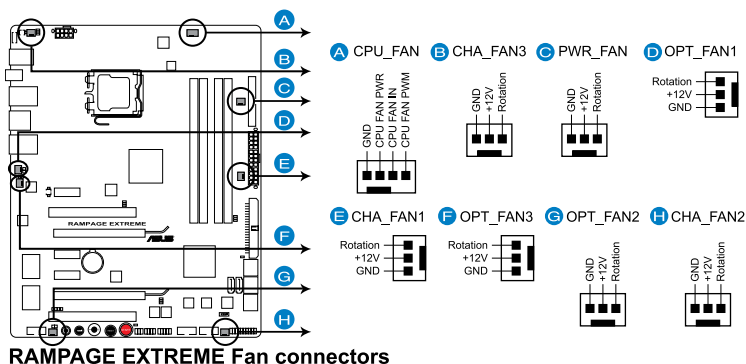 A
B
C
D
E
F
G
H
RAMPAGE EXTREME
ASUS
A CPU_FAN
GND
CPU FAN PWR
CPU FAN IN
CPU FAN PWM
B CHA_FAN3
GND
+12V
Rotation
C PWR_FAN
GND
+12V
Rotation
D OPT_FAN1
Rotation
+12V
GND
E CHA_FAN1
Rotation
+12V
GND
F OPT_FAN3
Rotation
+12V
GND
G OPT_FAN2
GND
+12V
Rotation
H CHA_FAN2
GND
+12V
Rotation
RAMPAGE EXTREME Fan connectors